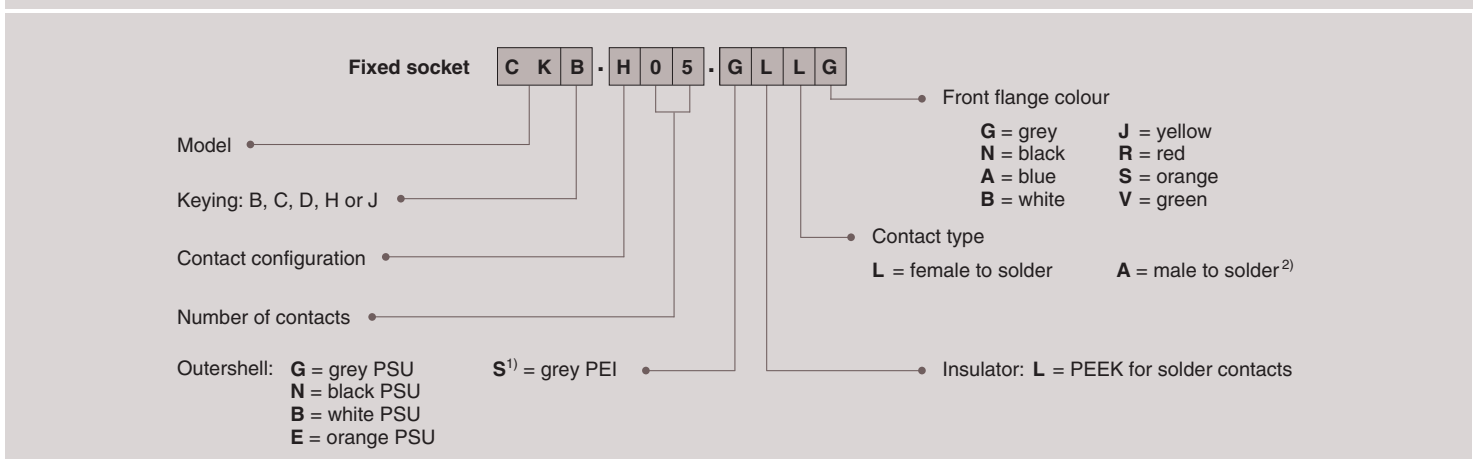 Fixed socket C K B . H 0 5 . G L L G
Front flange colour
G = grey J = yellow
N = black R = red
A = blue S = orange
B = white V = green
Model
Keying: B, C, D, H or J
Contact type
L = female to solder A = male to solder 2)
Contact configuration
Number of contacts
Outershell: G = grey PSU S1) = grey PEI
N = black PSU
B = white PSU
E = orange PSU
Insulator: L = PEEK for solder contacts